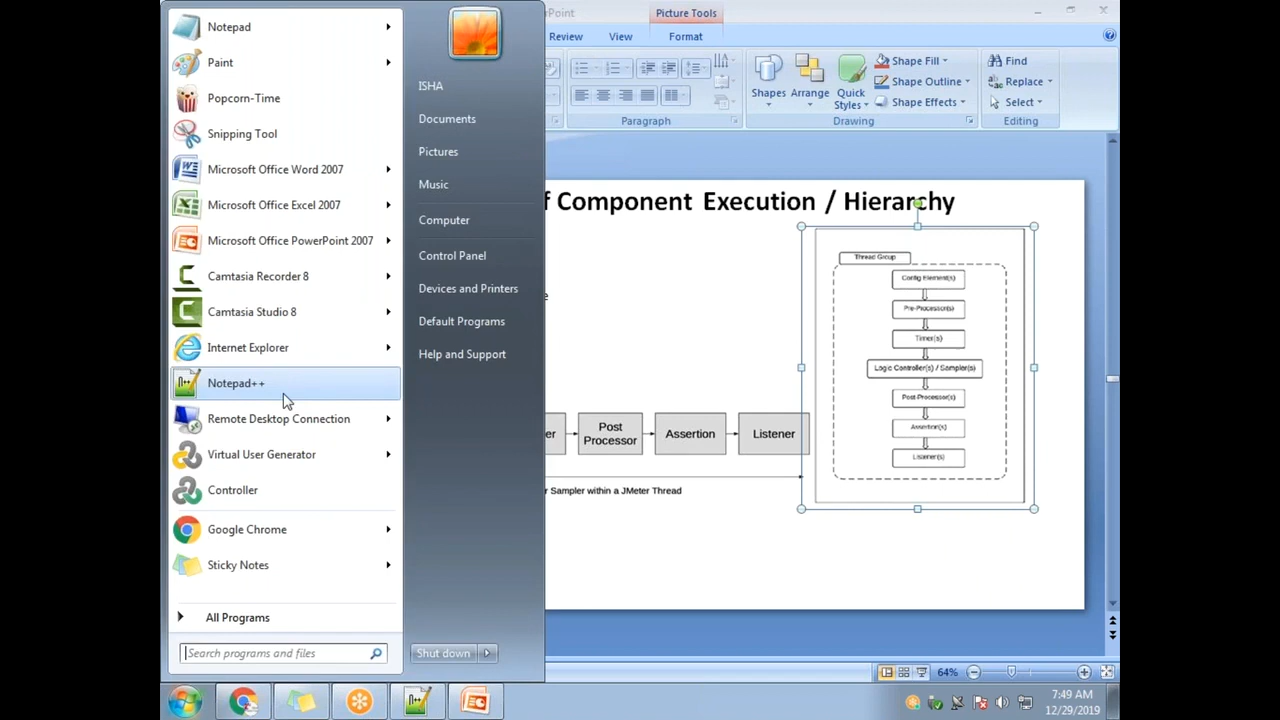 Notepad
Paint
Popcorn-Time
Snipping Tool
Microsoft Office Word 2007
Microsoft Office Excel 2007
Microsoft Office PowerPoint 2007
Camtasia Recorder 8
Camtasia Studio 8
Internet Explorer
Notepad++
Remote Desktop Connection
Virtual User Generator
Controller
Google Chrome
Sticky Notes
All Programs
Search programs and files
ISHA
Documents
Pictures
Music
Computer
Control Panel
Devices and Printers
Default Programs
Help and Support
Shut down
Point
Picture Tools
Review View Format
Shapes
Arrange
Quick
Styles
Shape Fill
Shape Outline
Shape Effects
Find
Replace
Select
Paragraph
Drawing
Editing
f Component Execution / Hierarchy
e
Thread Group
Config Element(s)
Pre-Processor(s)
Timer(s)
Logic Controller(s) / Sampler(s)
Post-Processor(s)
Assertion(s)
Listener(s)
er
Post
Processor
Assertion
Listener
r Sampler within a JMeter Thread
64%
7:49 AM
12/29/2019